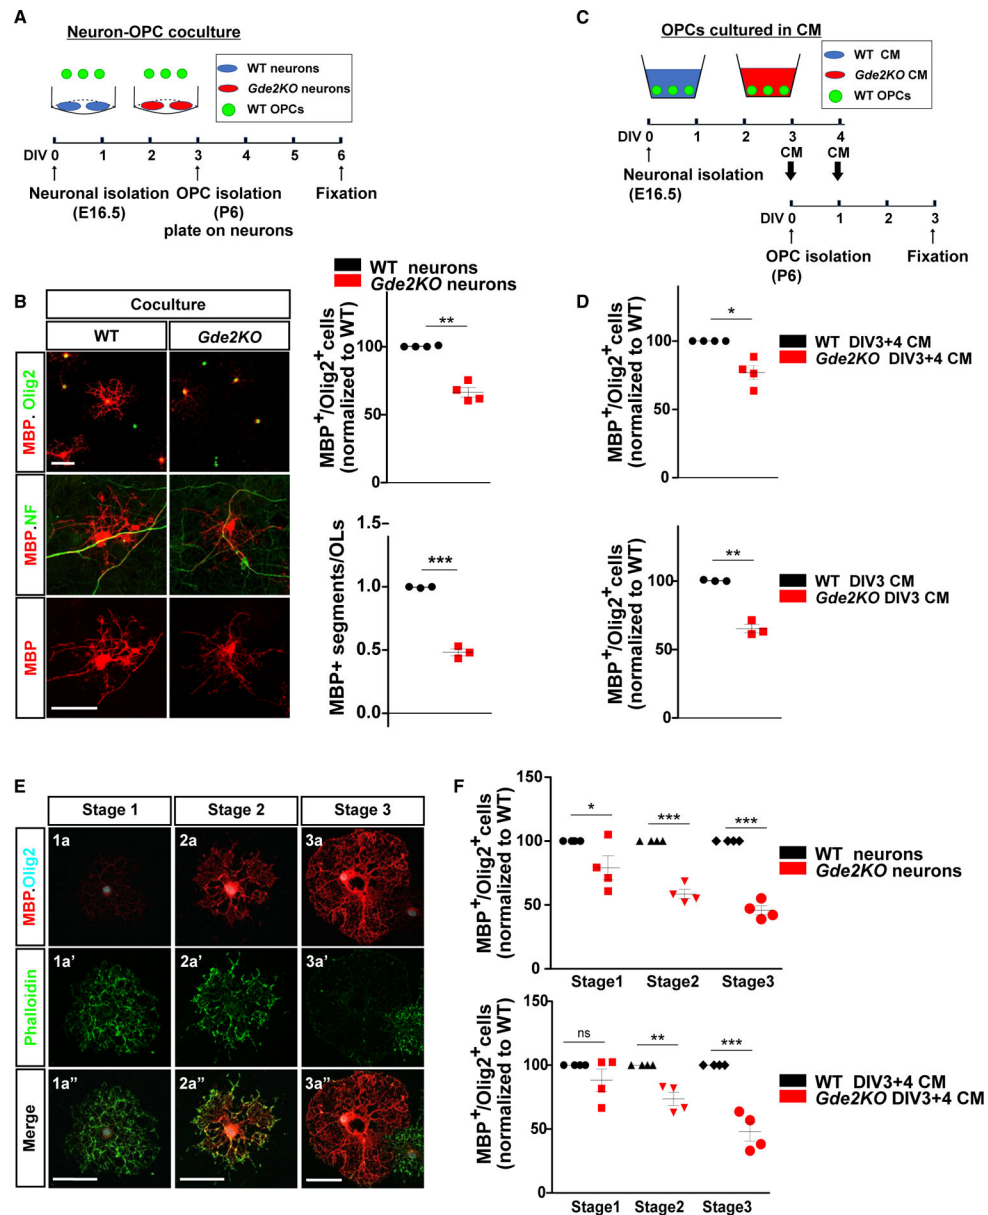 A
Neuron-OPC coculture
WT neurons
Gde2KO neurons
WT OPCs
DIV 0 1 2 3 4 5 6
Neuronal isolation OPC isolation Fixation
(E16.5) (P6)
plate on neurons
C
OPCs cultured in CM
WT CM
Gde2KO CM
WT OPCs
DIV 0 1 2 3 4
CM CM
Neuronal isolation
(E16.5)
DIV 0 1 2 3
OPC isolation Fixation
(P6)
B
Coculture
WT Gde2KO
MBP. Olig2
MBP.NF
MBP
WT neurons
Gde2KO neurons
MBP+/Olig2+cells
(normalized to WT)
100
50
0
**
MBP+ segments/OLs
1.5
1.0
0.5
0.0
***
D
MBP+/Olig2+cells
(normalized to WT)
100
50
0
*
WT DIV3+4 CM
Gde2KO DIV3+4 CM
MBP+/Olig2+cells
(normalized to WT)
100
50
0
**
WT DIV3 CM
Gde2KO DIV3 CM
E
Stage 1 Stage 2 Stage 3
MBP.Olig2
1a 2a 3a
Phalloidin
1a’ 2a’ 3a’
Merge
1a” 2a” 3a”
F
MBP+/Olig2+cells
(normalized to WT)
150
100
50
0
* *** ***
Stage1 Stage2 Stage3
WT neurons
Gde2KO neurons
MBP+/Olig2+cells
(normalized to WT)
150
100
50
0
ns ** ***
Stage1 Stage2 Stage3
WT DIV3+4 CM
Gde2KO DIV3+4 CM